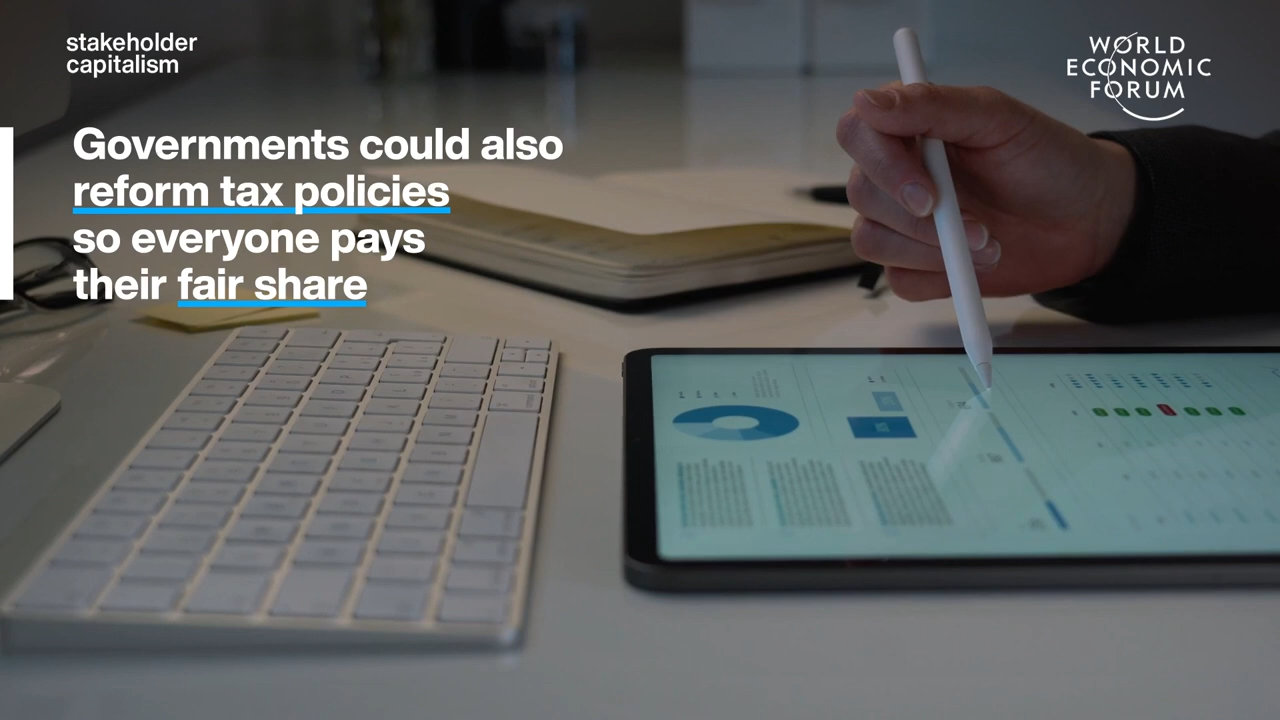 stakeholder
capitalism
WORLD
ECONOMIC
FORUM
Governments could also
reform tax policies
so everyone pays
their fair share